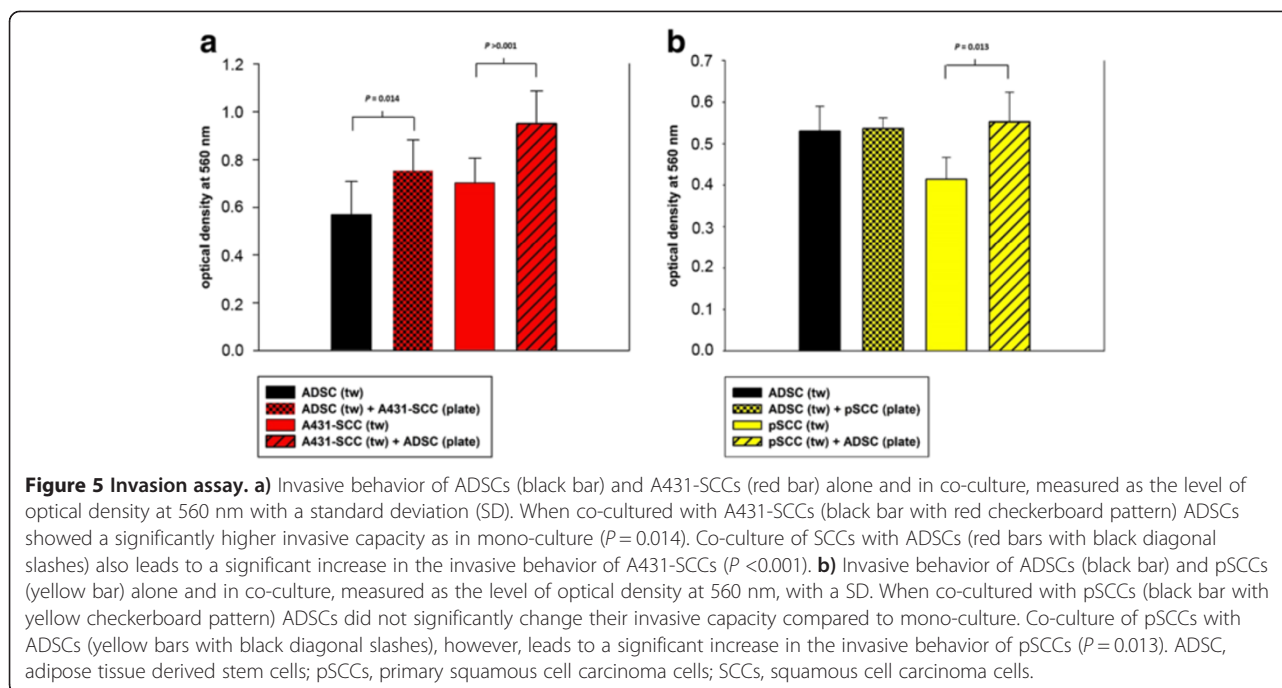 a
b
P >0.001
P = 0.013
P = 0.014
1.2
1.0
0.8
0.6
0.4
0.2
0.0
optical density at 560 nm
0.7
0.6
0.5
0.4
0.3
0.2
0.1
0.0
optical density at 560 nm
ADSC (tw)
ADSC (tw) + A431-SCC (plate)
A431-SCC (tw)
A431-SCC (tw) + ADSC (plate)
ADSC (tw)
ADSC (tw) + pSCC (plate)
pSCC (tw)
pSCC (tw) + ADSC (plate)
Figure 5 Invasion assay. a) Invasive behavior of ADSCs (black bar) and A431-SCCs (red bar) alone and in co-culture, measured as the level of
optical density at 560 nm with a standard deviation (SD). When co-cultured with A431-SCCs (black bar with red checkerboard pattern) ADSCs
showed a significantly higher invasive capacity as in mono-culture (P = 0.014). Co-culture of SCCs with ADSCs (red bars with black diagonal
slashes) also leads to a significant increase in the invasive behavior of A431-SCCs (P <0.001). b) Invasive behavior of ADSCs (black bar) and pSCCs
(yellow bar) alone and in co-culture, measured as the level of optical density at 560 nm, with a SD. When co-cultured with pSCCs (black bar with
yellow checkerboard pattern) ADSCs did not significantly change their invasive capacity compared to mono-culture. Co-culture of pSCCs with
ADSCs (yellow bars with black diagonal slashes), however, leads to a significant increase in the invasive behavior of pSCCs (P = 0.013). ADSC,
adipose tissue derived stem cells; pSCCs, primary squamous cell carcinoma cells; SCCs, squamous cell carcinoma cells.